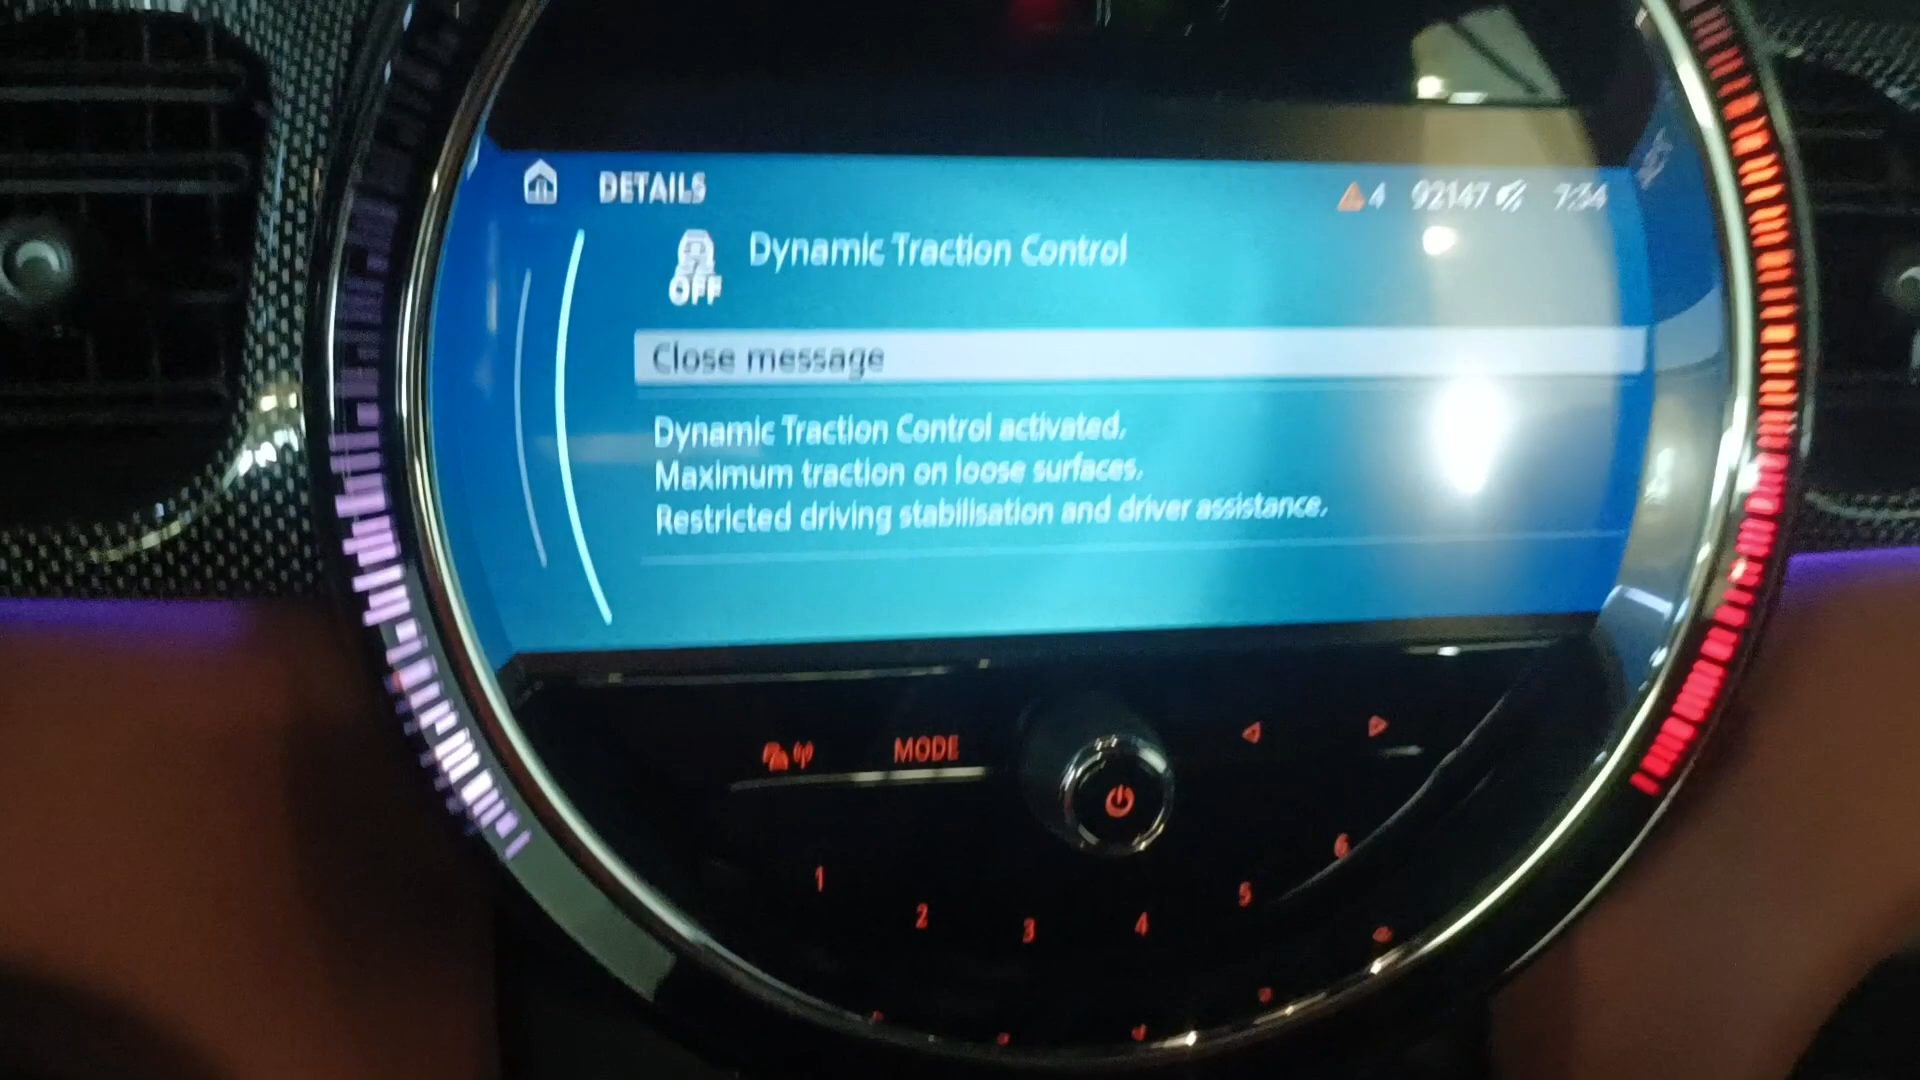 DETAILS
4 92147 7:34
Dynamic Traction Control
OFF
Close message
Dynamic Traction Control activated.
Maximum traction on loose surfaces.
Restricted driving stabilisation and driver assistance.
MODE
1 2 3 4 5 6